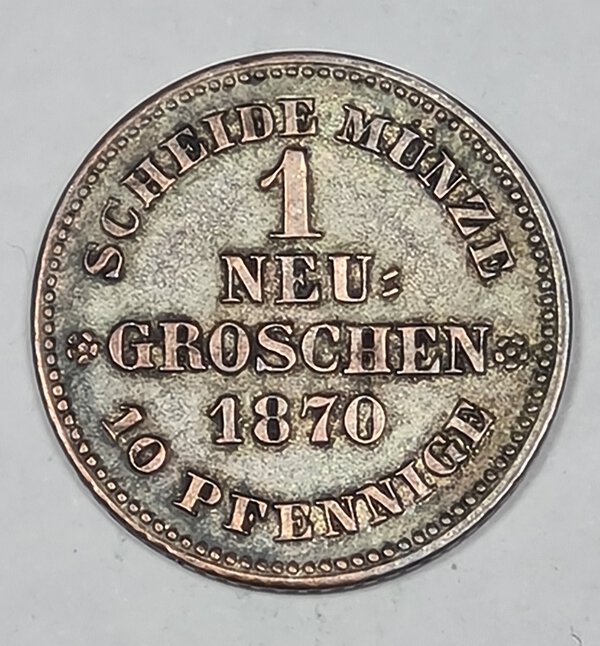 SCHEIDE MÜNZE
1
NEU=
GROSCHEN
1870
10 PFENNIGE